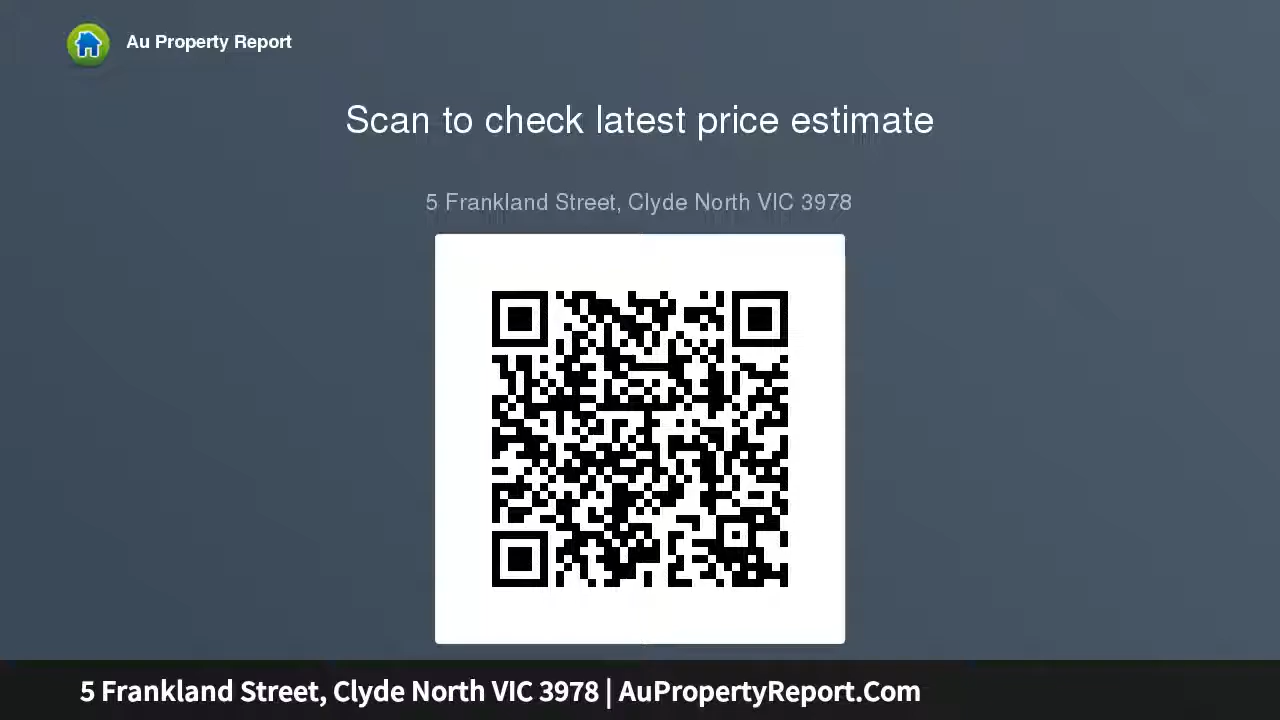 Au Property Report
Scan to check latest price estimate
5 Frankland Street, Clyde North VIC 3978
5 Frankland Street, Clyde North VIC 3978 | AuPropertyReport.Com